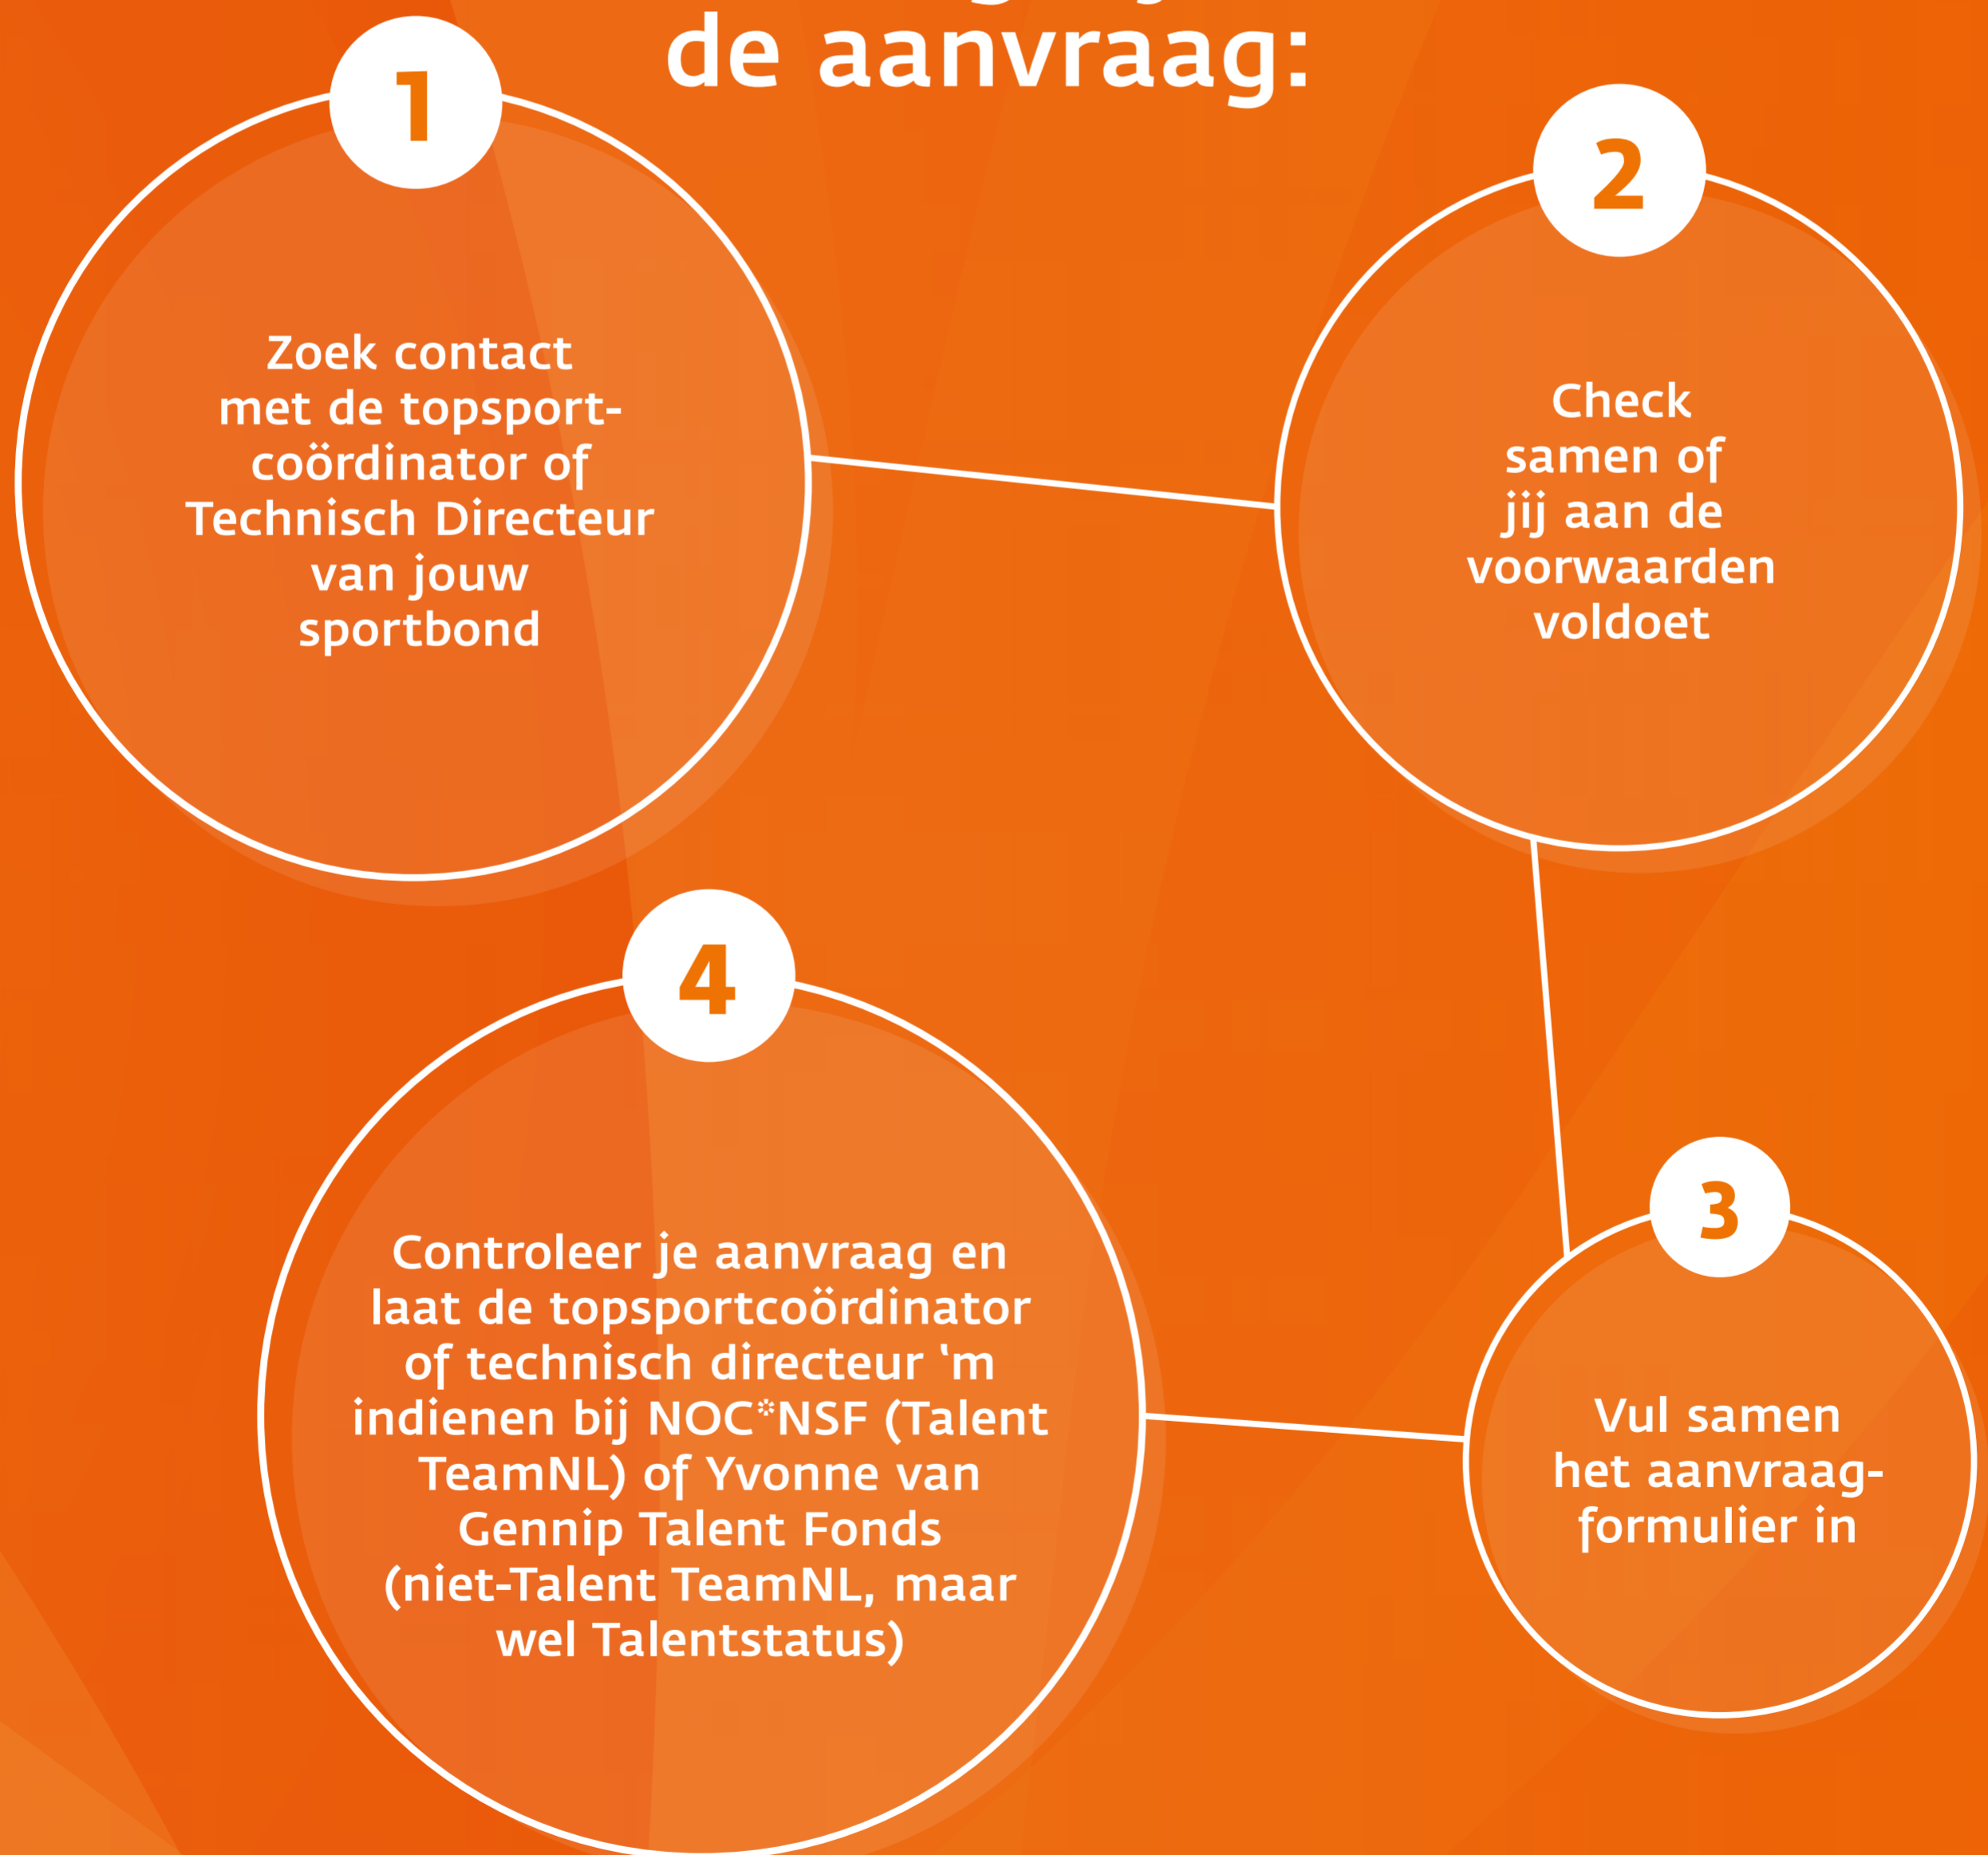 de aanvraag:
1
Zoek contact
met de topsport-
coördinator of
Technisch Directeur
van jouw
sportbond
2
Check
samen of
jij aan de
voorwaarden
voldoet
3
Vul samen
het aanvraag-
formulier in
4
Controleer je aanvraag en
laat de topsportcoördinator
of technisch directeur ‘m
indienen bij NOC*NSF (Talent
TeamNL) of Yvonne van
Gennip Talent Fonds
(niet-Talent TeamNL, maar
wel Talentstatus)